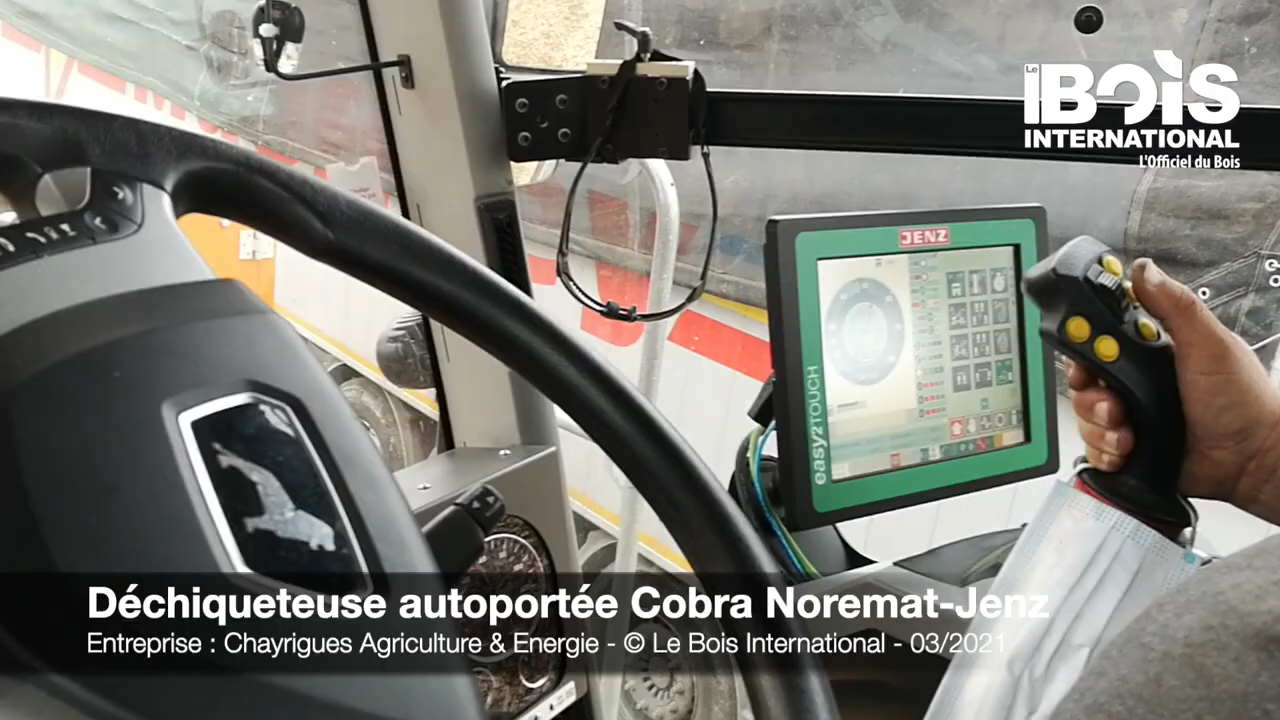 Le BOIS
INTERNATIONAL
L'Officiel du Bois
JENZ
easy2TOUCH
Déchiqueteuse autoportée Cobra Noremat-Jenz
Entreprise : Chayrigues Agriculture & Energie - © Le Bois International - 03/2021